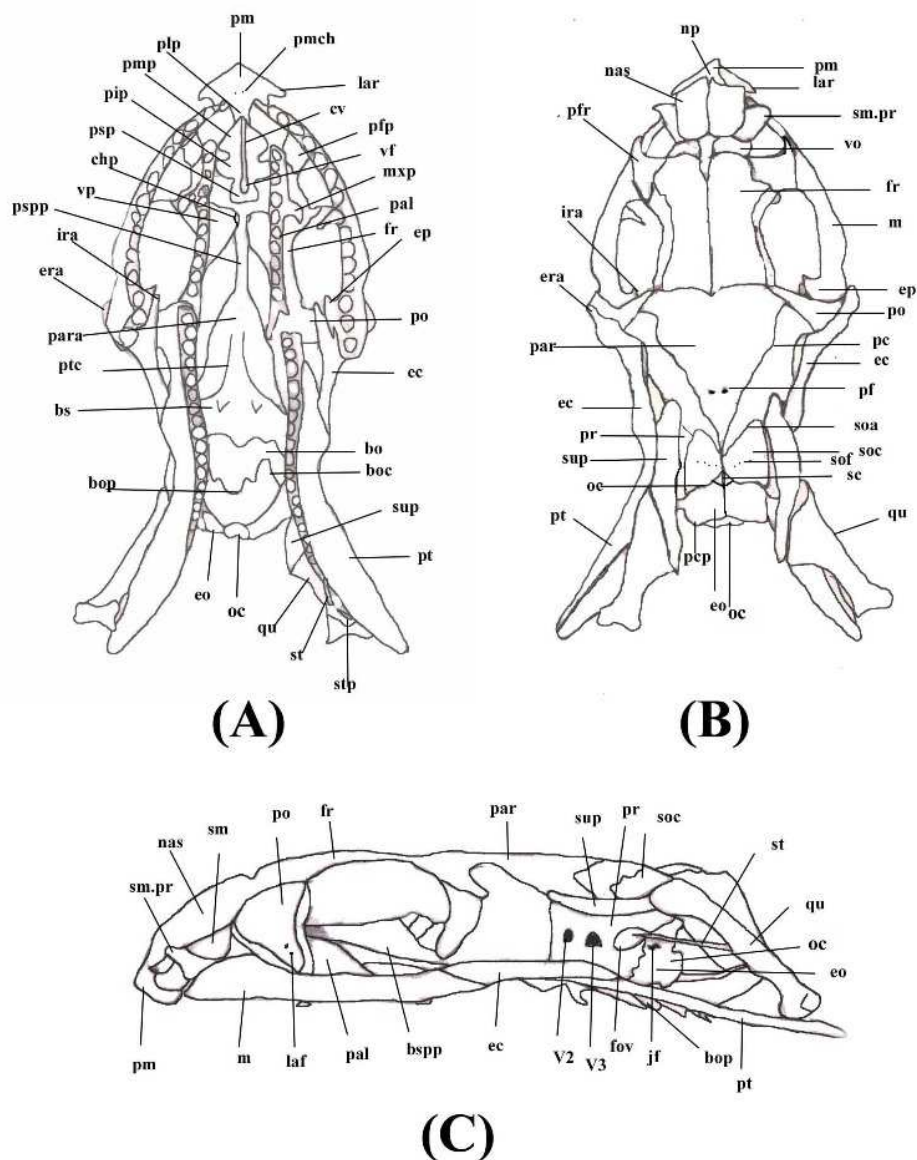 pm
plp
pmch
pmp
lar
pip
cv
psp
pfp
chp
vf
vp
mxp
pspp
pal
ira
fr
ep
era
para
po
ptc
ec
bs
bo
boc
bop
sup
pt
eo
oc
qu
st
stp
(A)
np
nas
pm
lar
pfr
sm.pr
vo
fr
ira
m
era
ep
po
par
pc
ec
pf
ec
soa
pr
soc
sup
sof
sc
oc
pt
qu
pcp
eo
oc
(B)
po
fr
par
sup
pr
soc
st
sm
nas
sm.pr
qu
oc
eo
pm
m
laf
pal
bspp
ec
V2
V3
fov
jf
bop
pt
(C)